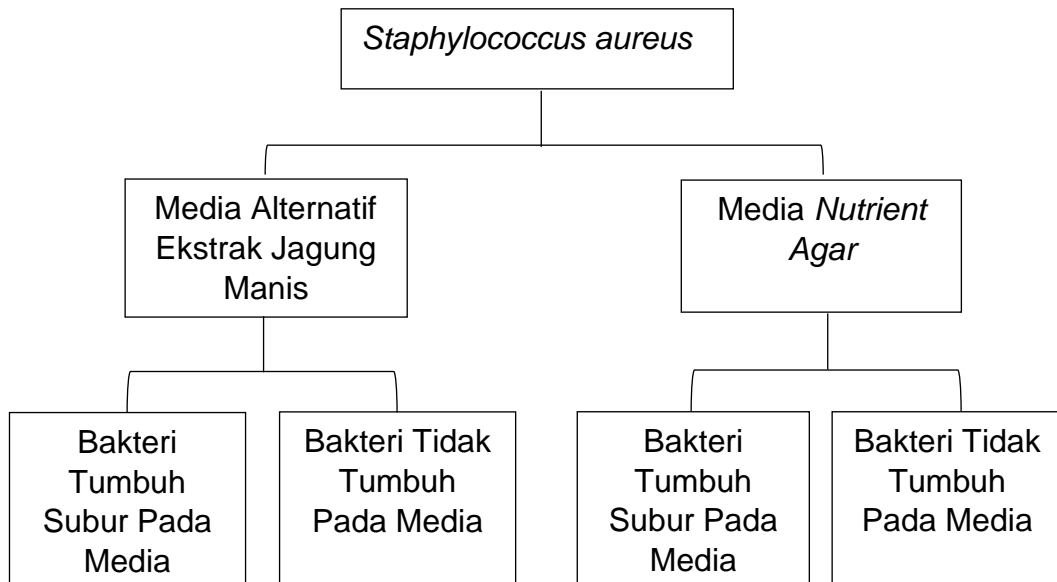 Staphylococcus aureus
Media Alternatif
Ekstrak Jagung
Manis
Media Nutrient
Agar
Bakteri
Tumbuh
Subur Pada
Media
Bakteri Tidak
Tumbuh
Pada Media
Bakteri
Tumbuh
Subur Pada
Media
Bakteri Tidak
Tumbuh
Pada Media